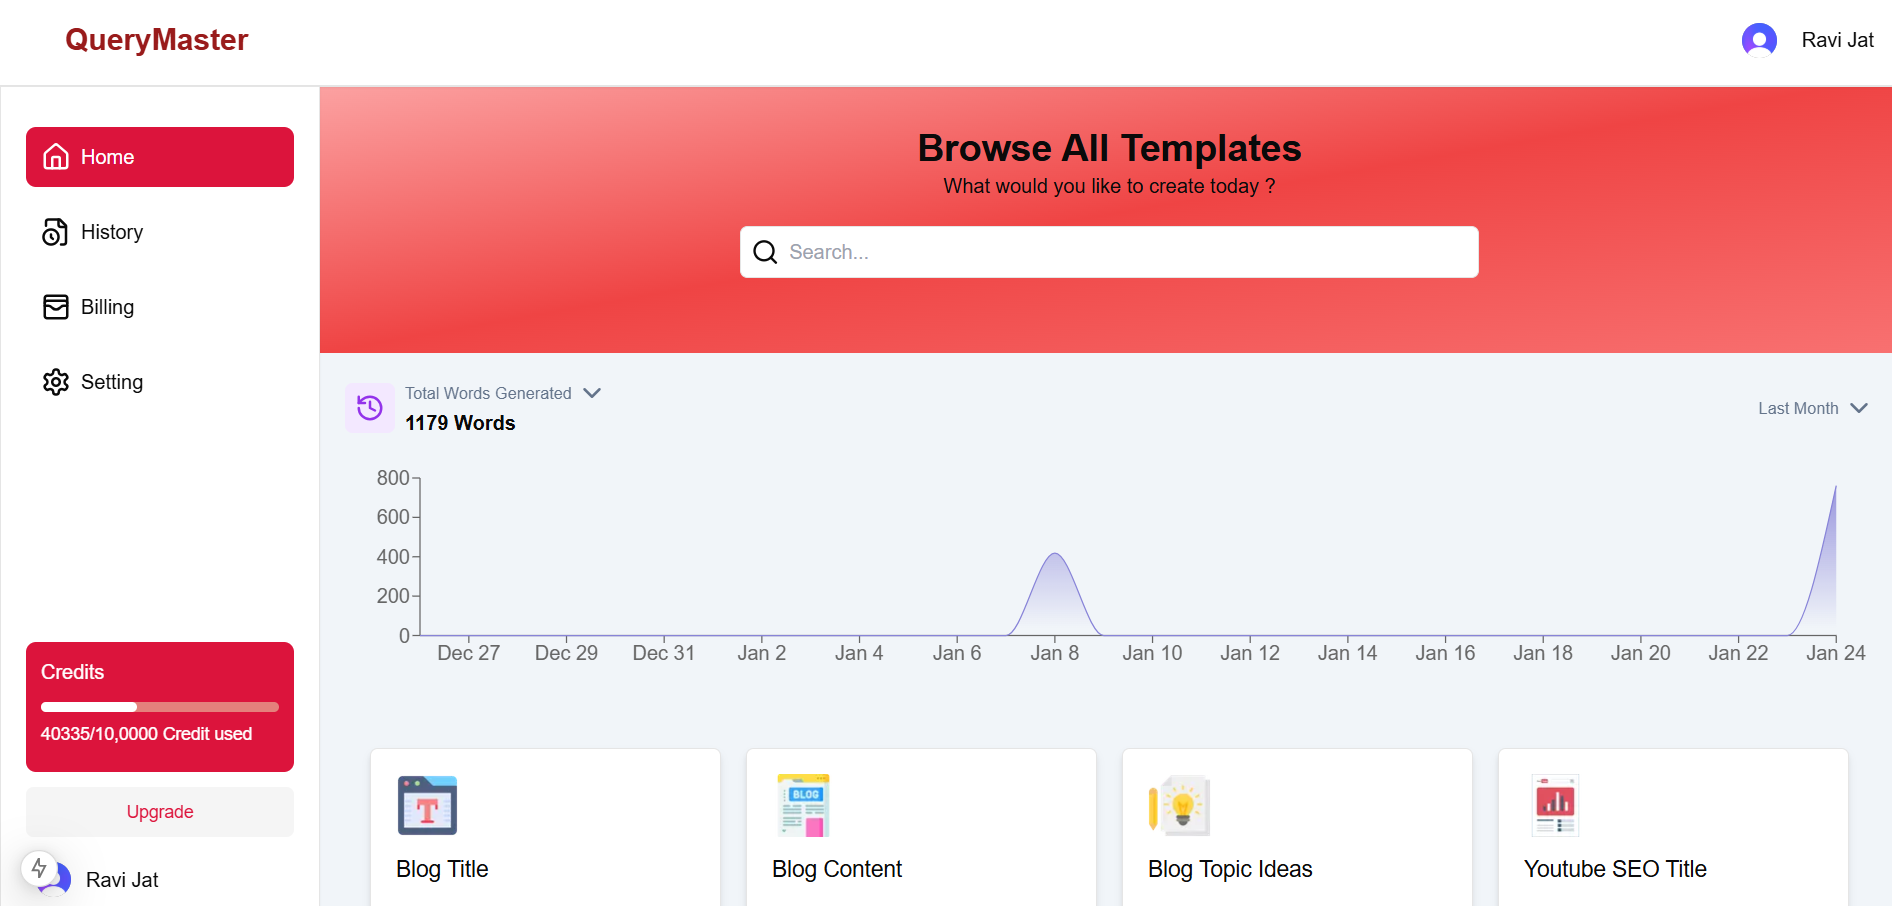 QueryMaster
Ravi Jat
Home
History
Billing
Setting
Credits
40335/10,0000 Credit used
Upgrade
Ravi Jat
Browse All Templates
What would you like to create today ?
Search...
Total Words Generated
1179 Words
Last Month
800
600
400
200
0
Dec 27 Dec 29 Dec 31 Jan 2 Jan 4 Jan 6 Jan 8 Jan 10 Jan 12 Jan 14 Jan 16 Jan 18 Jan 20 Jan 22 Jan 24
T
BLOG
Blog Title
Blog Content
Blog Topic Ideas
Youtube SEO Title